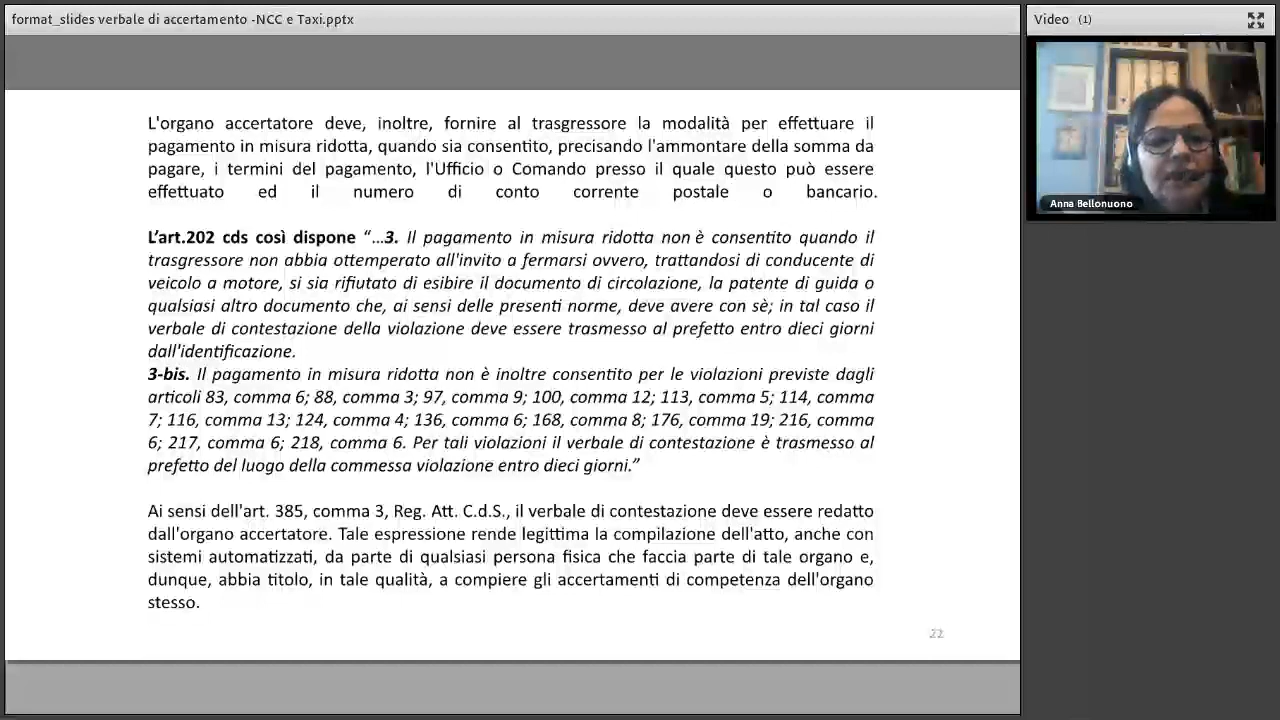 format_slides verbale di accertamento -NCC e Taxi.pptx
Video (1)
Anna Bellonuono
L'organo accertatore deve, inoltre, fornire al trasgressore la modalità per effettuare il
pagamento in misura ridotta, quando sia consentito, precisando l'ammontare della somma da
pagare, i termini del pagamento, l'Ufficio o Comando presso il quale questo può essere
effettuato ed il numero di conto corrente postale o bancario.
L’art.202 cds così dispone “…3. Il pagamento in misura ridotta non è consentito quando il
trasgressore non abbia ottemperato all'invito a fermarsi ovvero, trattandosi di conducente di
veicolo a motore, si sia rifiutato di esibire il documento di circolazione, la patente di guida o
qualsiasi altro documento che, ai sensi delle presenti norme, deve avere con sè; in tal caso il
verbale di contestazione della violazione deve essere trasmesso al prefetto entro dieci giorni
dall'identificazione.
3-bis. Il pagamento in misura ridotta non è inoltre consentito per le violazioni previste dagli
articoli 83, comma 6; 88, comma 3; 97, comma 9; 100, comma 12; 113, comma 5; 114, comma
7; 116, comma 13; 124, comma 4; 136, comma 6; 168, comma 8; 176, comma 19; 216, comma
6; 217, comma 6; 218, comma 6. Per tali violazioni il verbale di contestazione è trasmesso al
prefetto del luogo della commessa violazione entro dieci giorni.”
Ai sensi dell'art. 385, comma 3, Reg. Att. C.d.S., il verbale di contestazione deve essere redatto
dall'organo accertatore. Tale espressione rende legittima la compilazione dell'atto, anche con
sistemi automatizzati, da parte di qualsiasi persona fisica che faccia parte di tale organo e,
dunque, abbia titolo, in tale qualità, a compiere gli accertamenti di competenza dell'organo
stesso.